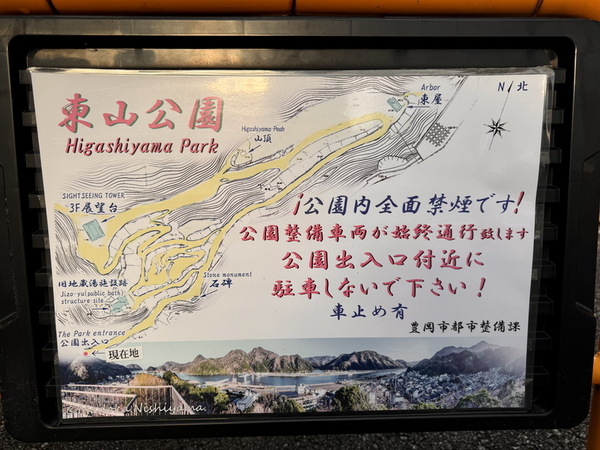 東山公園
Higashiyama Park
N 北
Arbor
東屋
Higashiyama Peak
山頂
SIGHTSEEING TOWER
3F展望台
!公園内全面禁煙です!
公園整備車両が始終通行致します
公園出入口付近に
駐車しないで下さい!
車止め有
豊岡市都市整備課
旧地蔵湯施設跡
Jizo-yu(public bath)
structure site
Stone monument
石碑
The Park entrance
公園出入口
現在地
Nishiyama.